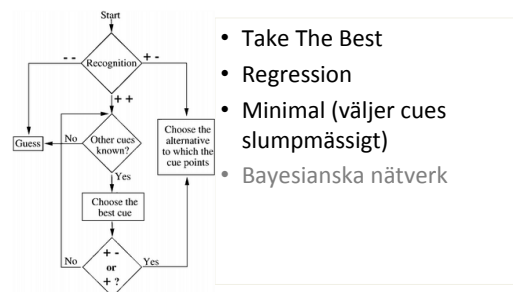 Start
Recognition
- -
+ -
+ +
Guess
No
Other cues
known?
Yes
Choose the
best cue
Choose the
alternative
to which the
cue points
No
+ -
or
+ ?
Yes
• Take The Best
• Regression
• Minimal (väljer cues
slumpmässigt)
• Bayesianska nätverk